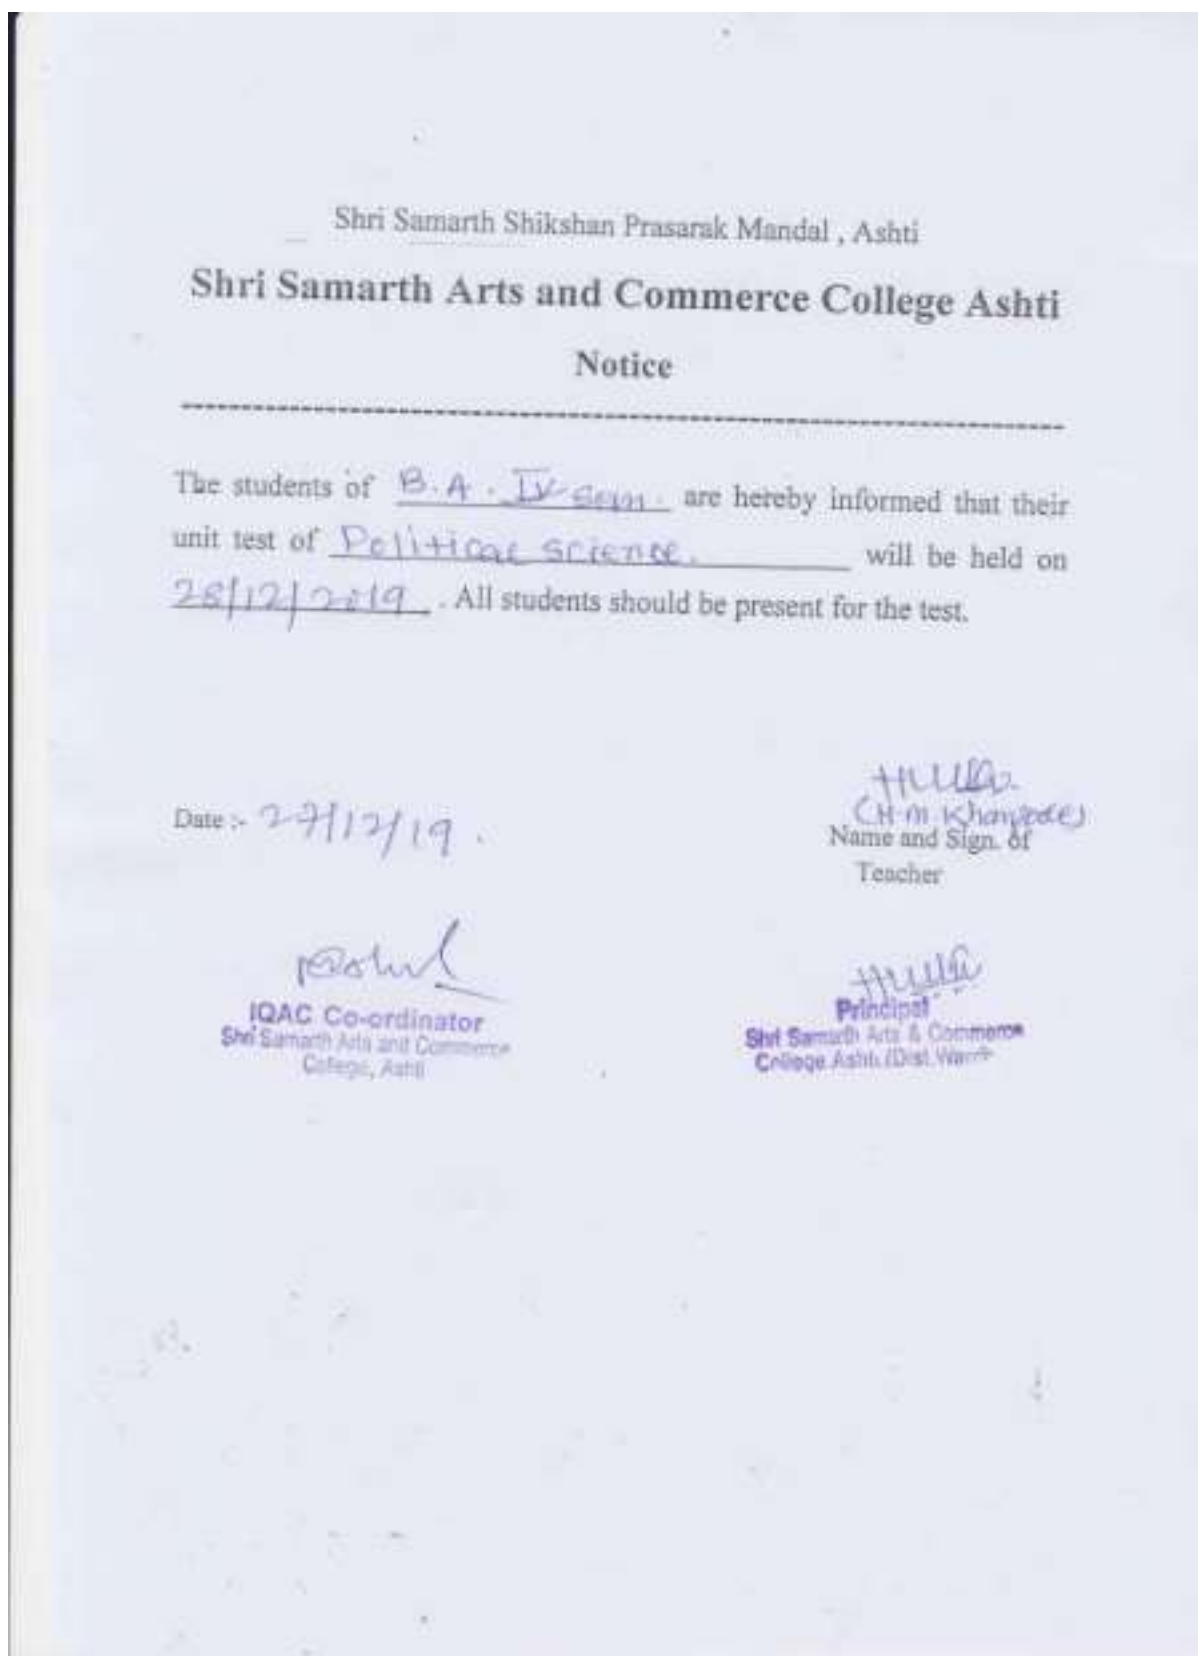 Shri Samarth Shikshan Prasarak Mandal , Ashti
Shri Samarth Arts and Commerce College Ashti
Notice
The students of B.A. IV Sem. are hereby informed that their
unit test of Political science. will be held on
28/12/2019 . All students should be present for the test.
Date :- 27/12/19 .
(H.M. Khangode)
Name and Sign. of
Teacher
IQAC Co-ordinator
Shri Samarth Arts and Commerce
College, Ashti
Principal
Shri Samarth Arts & Commerce
College Ashti (Dist.